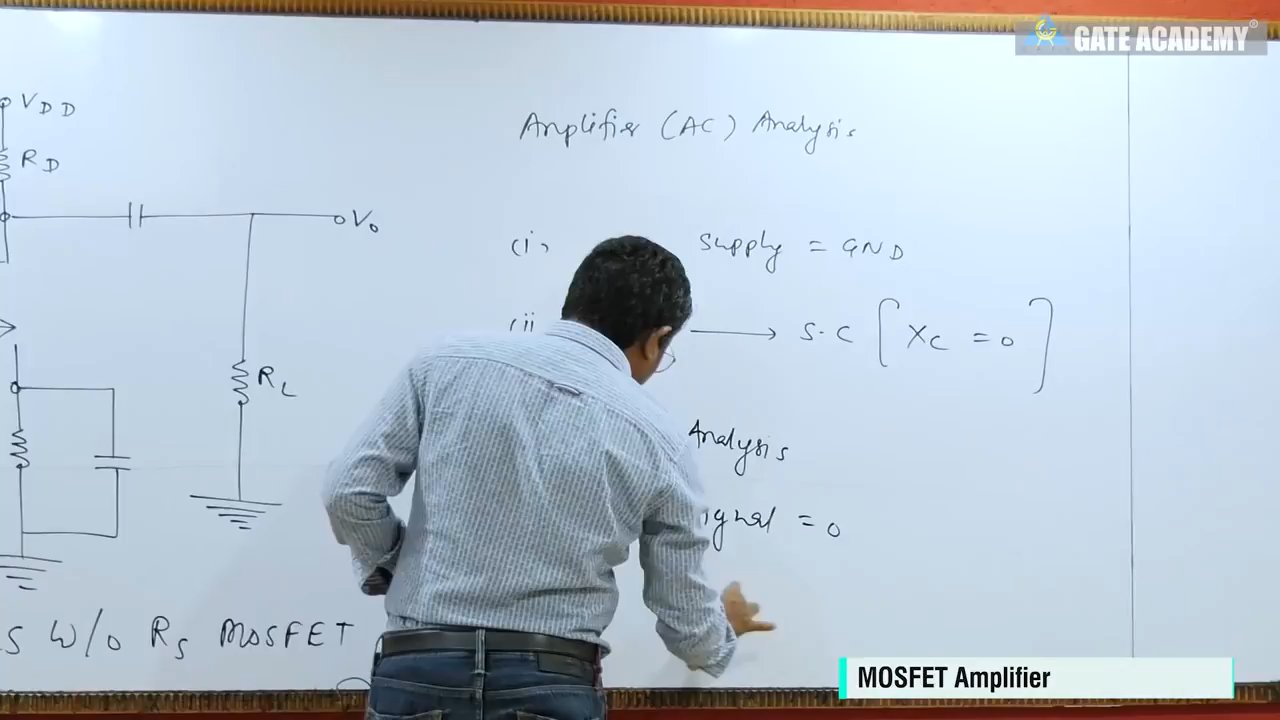 GATE ACADEMY®
VDD
RD
Amplifier (AC) Analysis
Vo
(i) supply = GND
(ii S.C [XC = 0]
RL
Analysis
ignal = 0
S W/O RS MOSFET
MOSFET Amplifier